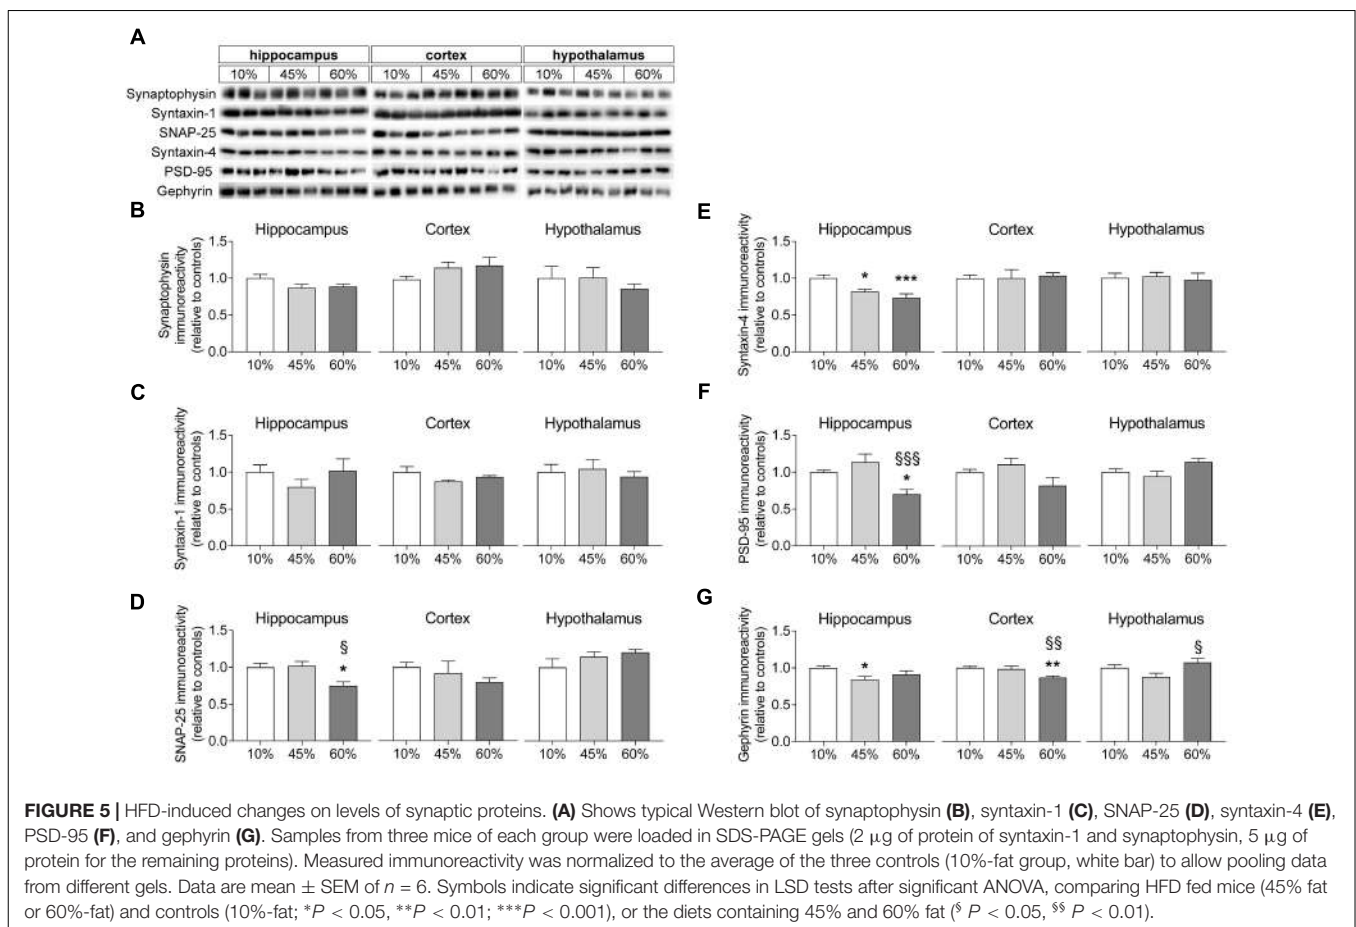 A
hippocampus cortex hypothalamus
10% 45% 60% 10% 45% 60% 10% 45% 60%
Synaptophysin
Syntaxin-1
SNAP-25
Syntaxin-4
PSD-95
Gephyrin
B
Hippocampus Cortex Hypothalamus
Synaptophysin
immunoreactivity
(relative to controls)
1.5
1.0
0.5
0.0
10% 45% 60% 10% 45% 60% 10% 45% 60%
C
Hippocampus Cortex Hypothalamus
Syntaxin-1 immunoreactivity
(relative to controls)
1.5
1.0
0.5
0.0
10% 45% 60% 10% 45% 60% 10% 45% 60%
D
Hippocampus Cortex Hypothalamus
SNAP-25 immunoreactivity
(relative to controls)
1.5
1.0
0.5
0.0
§
*
10% 45% 60% 10% 45% 60% 10% 45% 60%
E
Hippocampus Cortex Hypothalamus
Syntaxin-4 immunoreactivity
(relative to controls)
1.5
1.0
0.5
0.0
* ***
10% 45% 60% 10% 45% 60% 10% 45% 60%
F
Hippocampus Cortex Hypothalamus
PSD-95 immunoreactivity
(relative to controls)
1.5
1.0
0.5
0.0
§§§
*
10% 45% 60% 10% 45% 60% 10% 45% 60%
G
Hippocampus Cortex Hypothalamus
Gephyrin immunoreactivity
(relative to controls)
1.5
1.0
0.5
0.0
§§ §
* **
10% 45% 60% 10% 45% 60% 10% 45% 60%
FIGURE 5 | HFD-induced changes on levels of synaptic proteins. (A) Shows typical Western blot of synaptophysin (B), syntaxin-1 (C), SNAP-25 (D), syntaxin-4 (E),
PSD-95 (F), and gephyrin (G). Samples from three mice of each group were loaded in SDS-PAGE gels (2 μg of protein of syntaxin-1 and synaptophysin, 5 μg of
protein for the remaining proteins). Measured immunoreactivity was normalized to the average of the three controls (10%-fat group, white bar) to allow pooling data
from different gels. Data are mean ± SEM of n = 6. Symbols indicate significant differences in LSD tests after significant ANOVA, comparing HFD fed mice (45% fat
or 60%-fat) and controls (10%-fat; *P < 0.05, **P < 0.01; ***P < 0.001), or the diets containing 45% and 60% fat (§ P < 0.05, §§ P < 0.01).